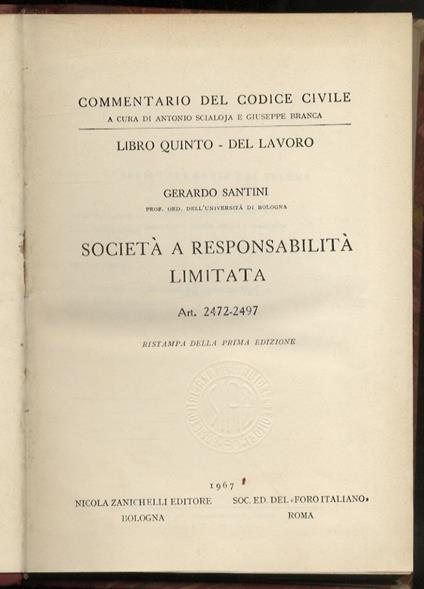 COMMENTARIO DEL CODICE CIVILE
A CURA DI ANTONIO SCIALOJA E GIUSEPPE BRANCA
LIBRO QUINTO - DEL LAVORO
GERARDO SANTINI
PROF. ORD. DELL'UNIVERSITÀ DI BOLOGNA
SOCIETÀ A RESPONSABILITÀ
LIMITATA
Art. 2472-2497
RISTAMPA DELLA PRIMA EDIZIONE
1967
NICOLA ZANICHELLI EDITORE SOC. ED. DEL «FORO ITALIANO»
BOLOGNA ROMA